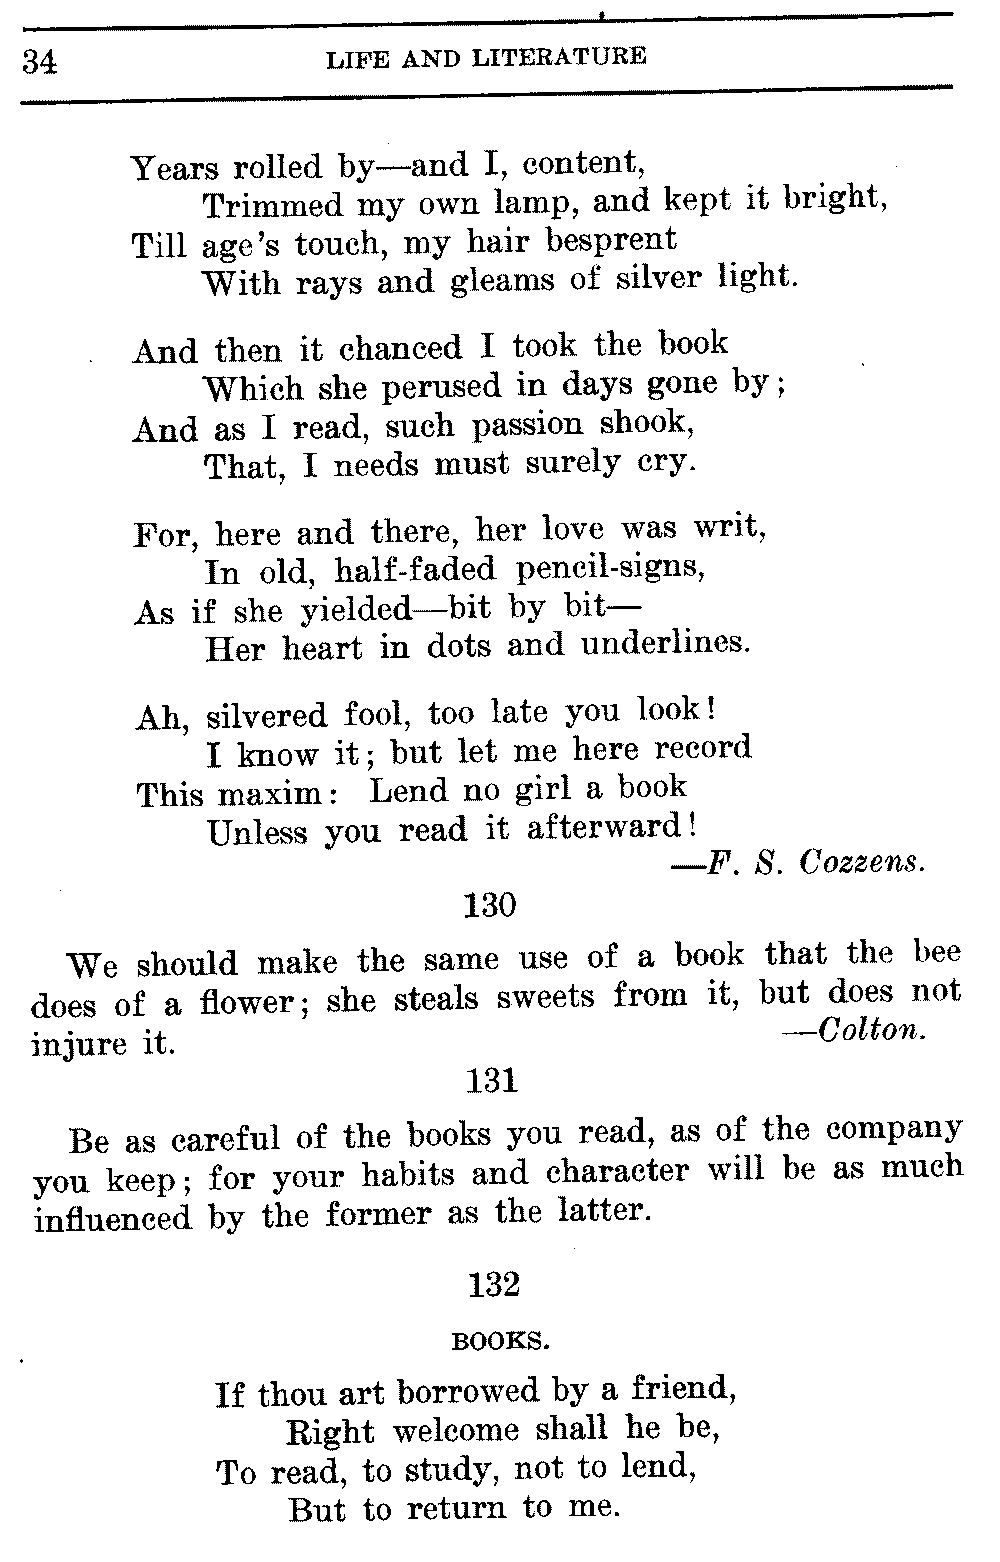 34 LIFE AND LITERATURE
Years rolled by—and I, content,
Trimmed my own lamp, and kept it bright,
Till age's touch, my hair besprent
With rays and gleams of silver light.
And then it chanced I took the book
Which she perused in days gone by;
And as I read, such passion shook,
That, I needs must surely cry.
For, here and there, her love was writ,
In old, half-faded pencil-signs,
As if she yielded—bit by bit—
Her heart in dots and underlines.
Ah, silvered fool, too late you look!
I know it; but let me here record
This maxim: Lend no girl a book
Unless you read it afterward!
—F. S. Cozzens.
130
We should make the same use of a book that the bee
does of a flower; she steals sweets from it, but does not
injure it. —Colton.
131
Be as careful of the books you read, as of the company
you keep; for your habits and character will be as much
influenced by the former as the latter.
132
BOOKS.
If thou art borrowed by a friend,
Right welcome shall he be,
To read, to study, not to lend,
But to return to me.